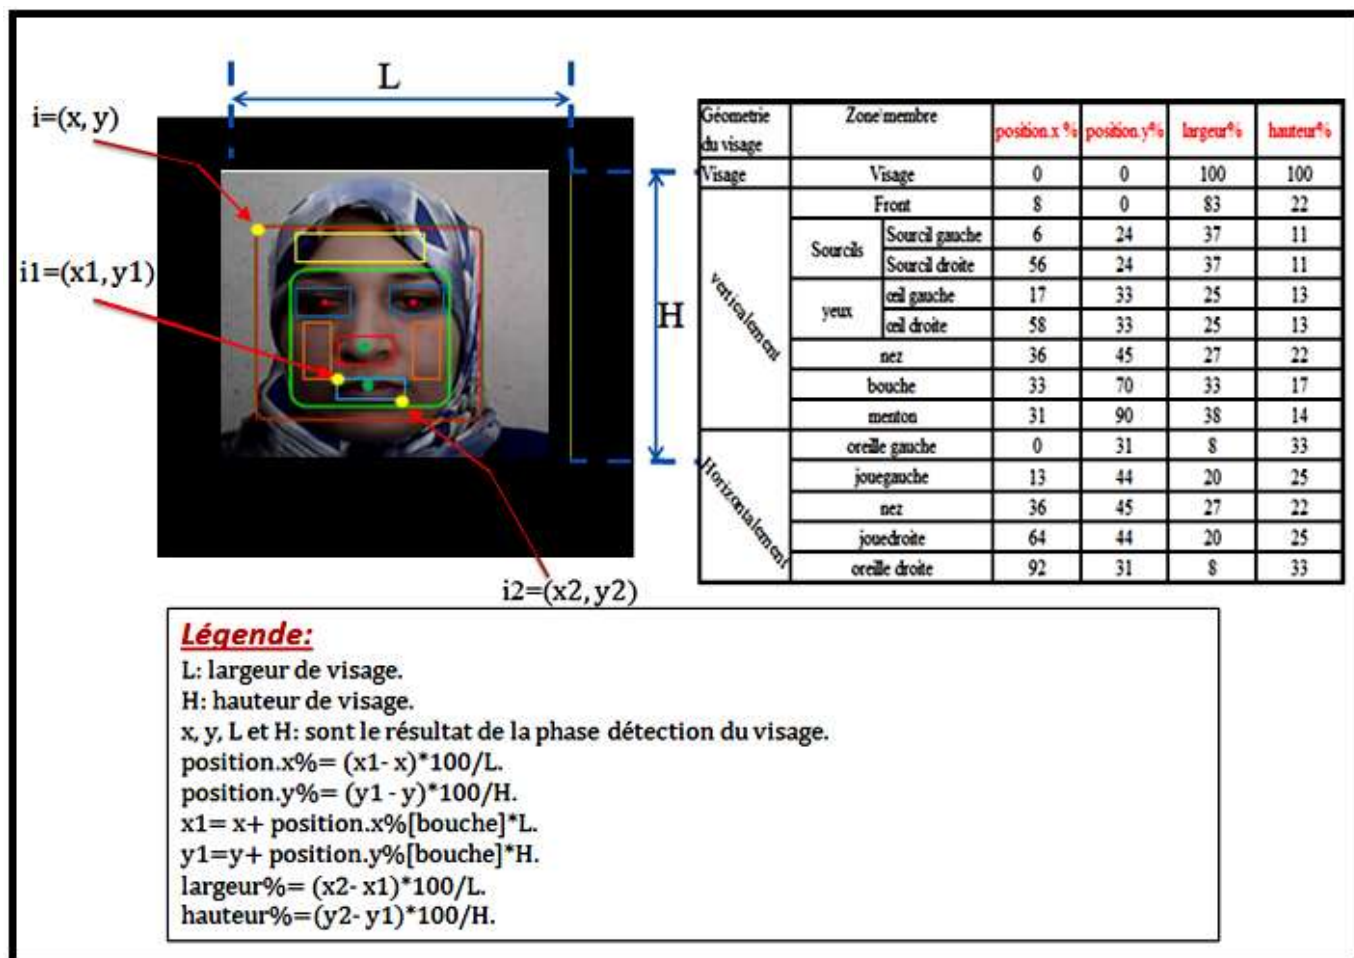 L
i=(x, y)
i1=(x1, y1)
H
i2=(x2, y2)
Géometrie du visage Zone/membre position.x % position.y% largeur% hauteur%
Visage Visage 0 0 100 100
verticalement
Front 8 0 83 22
Sourcils
Sourcil gauche 6 24 37 11
Sourcil droite 56 24 37 11
yeux
œil gauche 17 33 25 13
œil droite 58 33 25 13
nez 36 45 27 22
bouche 33 70 33 17
menton 31 90 38 14
Horizontalement
oreille gauche 0 31 8 33
jouegauche 13 44 20 25
nez 36 45 27 22
jouedroite 64 44 20 25
oreille droite 92 31 8 33
Légende:
L: largeur de visage.
H: hauteur de visage.
x, y, L et H: sont le résultat de la phase détection du visage.
position.x%= (x1- x)*100/L.
position.y%= (y1 - y)*100/H.
x1= x+ position.x%[bouche]*L.
y1=y+ position.y%[bouche]*H.
largeur%= (x2- x1)*100/L.
hauteur%=(y2- y1)*100/H.